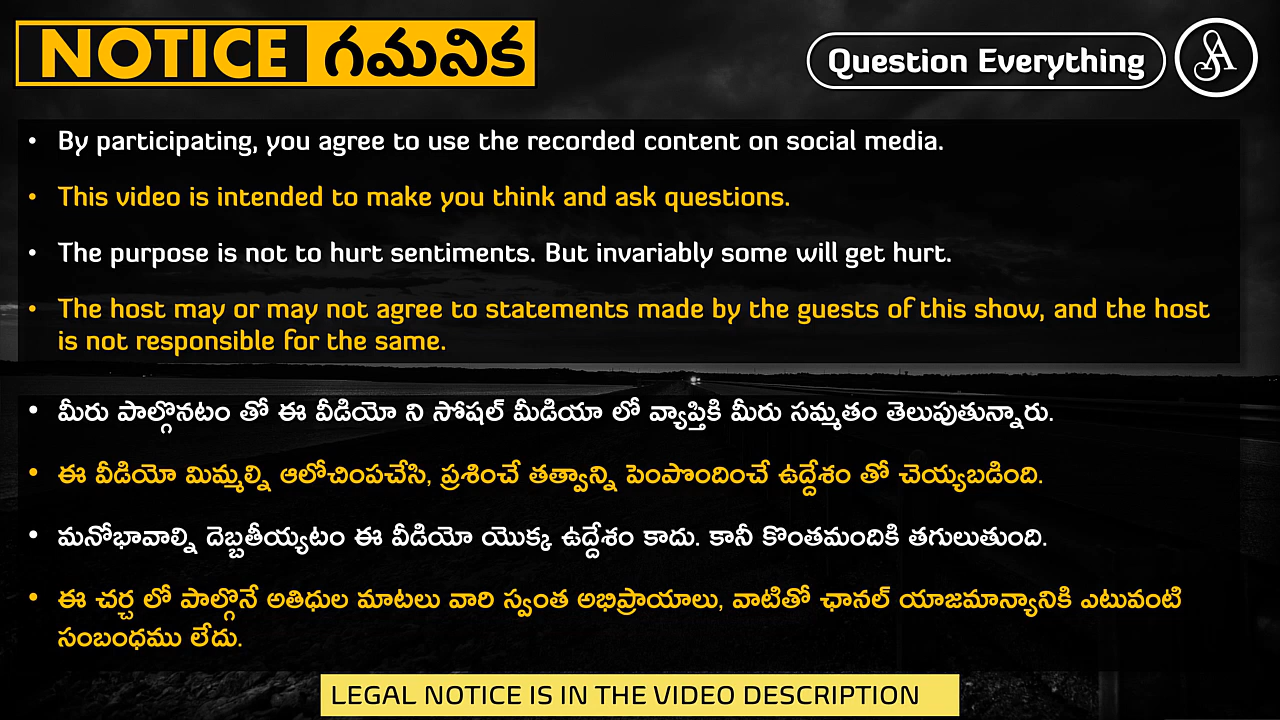 NOTICE గమనిక
Question Everything
• By participating, you agree to use the recorded content on social media.
• This video is intended to make you think and ask questions.
• The purpose is not to hurt sentiments. But invariably some will get hurt.
• The host may or may not agree to statements made by the guests of this show, and the host
is not responsible for the same.
• మీరు పాల్గొనటం తో ఈ వీడియో ని సోషల్ మీడియా లో వ్యాప్తికి మీరు సమ్మతం తెలుపుతున్నారు.
• ఈ వీడియో మిమ్మల్ని ఆలోచింపచేసి, ప్రశించే తత్వాన్ని పెంపొందించే ఉద్దేశం తో చెయ్యబడింది.
• మనోభావాల్ని దెబ్బతీయ్యటం ఈ వీడియో యొక్క ఉద్దేశం కాదు. కానీ కొంతమందికి తగులుతుంది.
• ఈ చర్చ లో పాల్గొనే అతిధుల మాటలు వారి స్వంత అభిప్రాయాలు, వాటితో ఛానల్ యాజమాన్యానికి ఎటువంటి
సంబంధము లేదు.
LEGAL NOTICE IS IN THE VIDEO DESCRIPTION